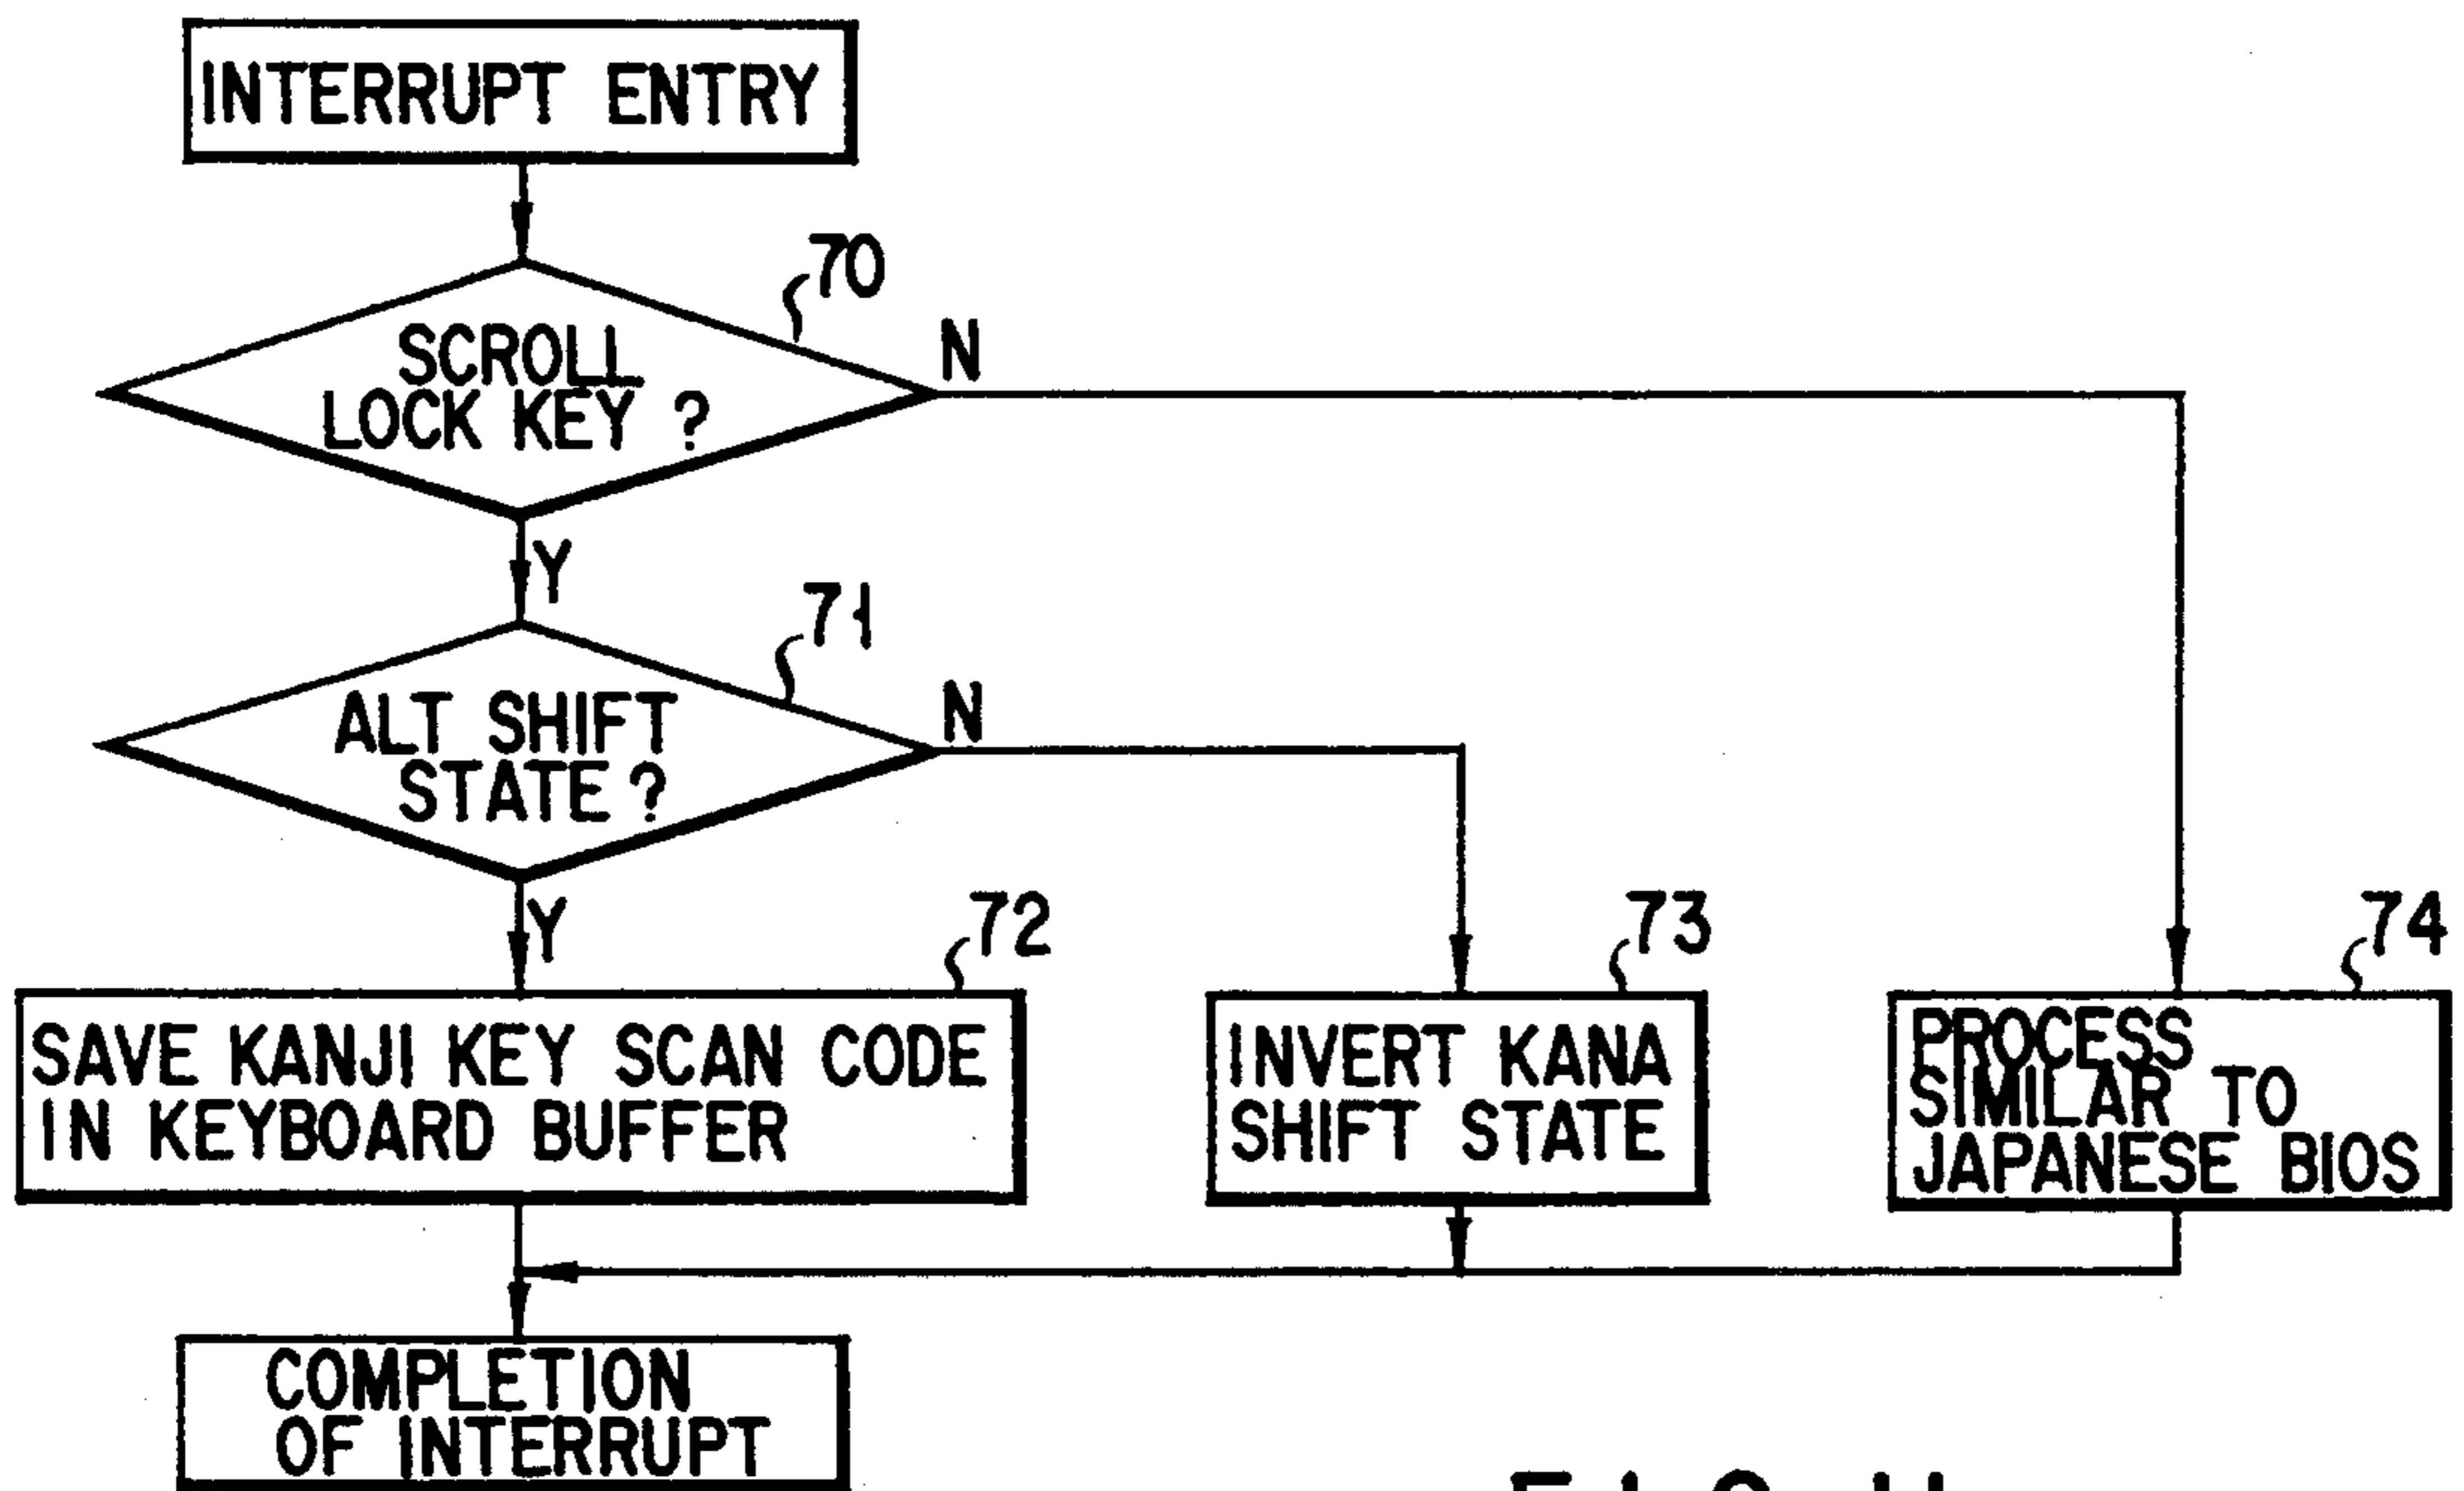 INTERRUPT ENTRY
70
SCROLL
LOCK KEY ?
N
Y
71
ALT SHIFT
STATE ?
N
Y
72
SAVE KANJI KEY SCAN CODE
IN KEYBOARD BUFFER
73
INVERT KANA
SHIFT STATE
74
PROCESS
SIMILAR TO
JAPANESE BIOS
COMPLETION
OF INTERRUPT